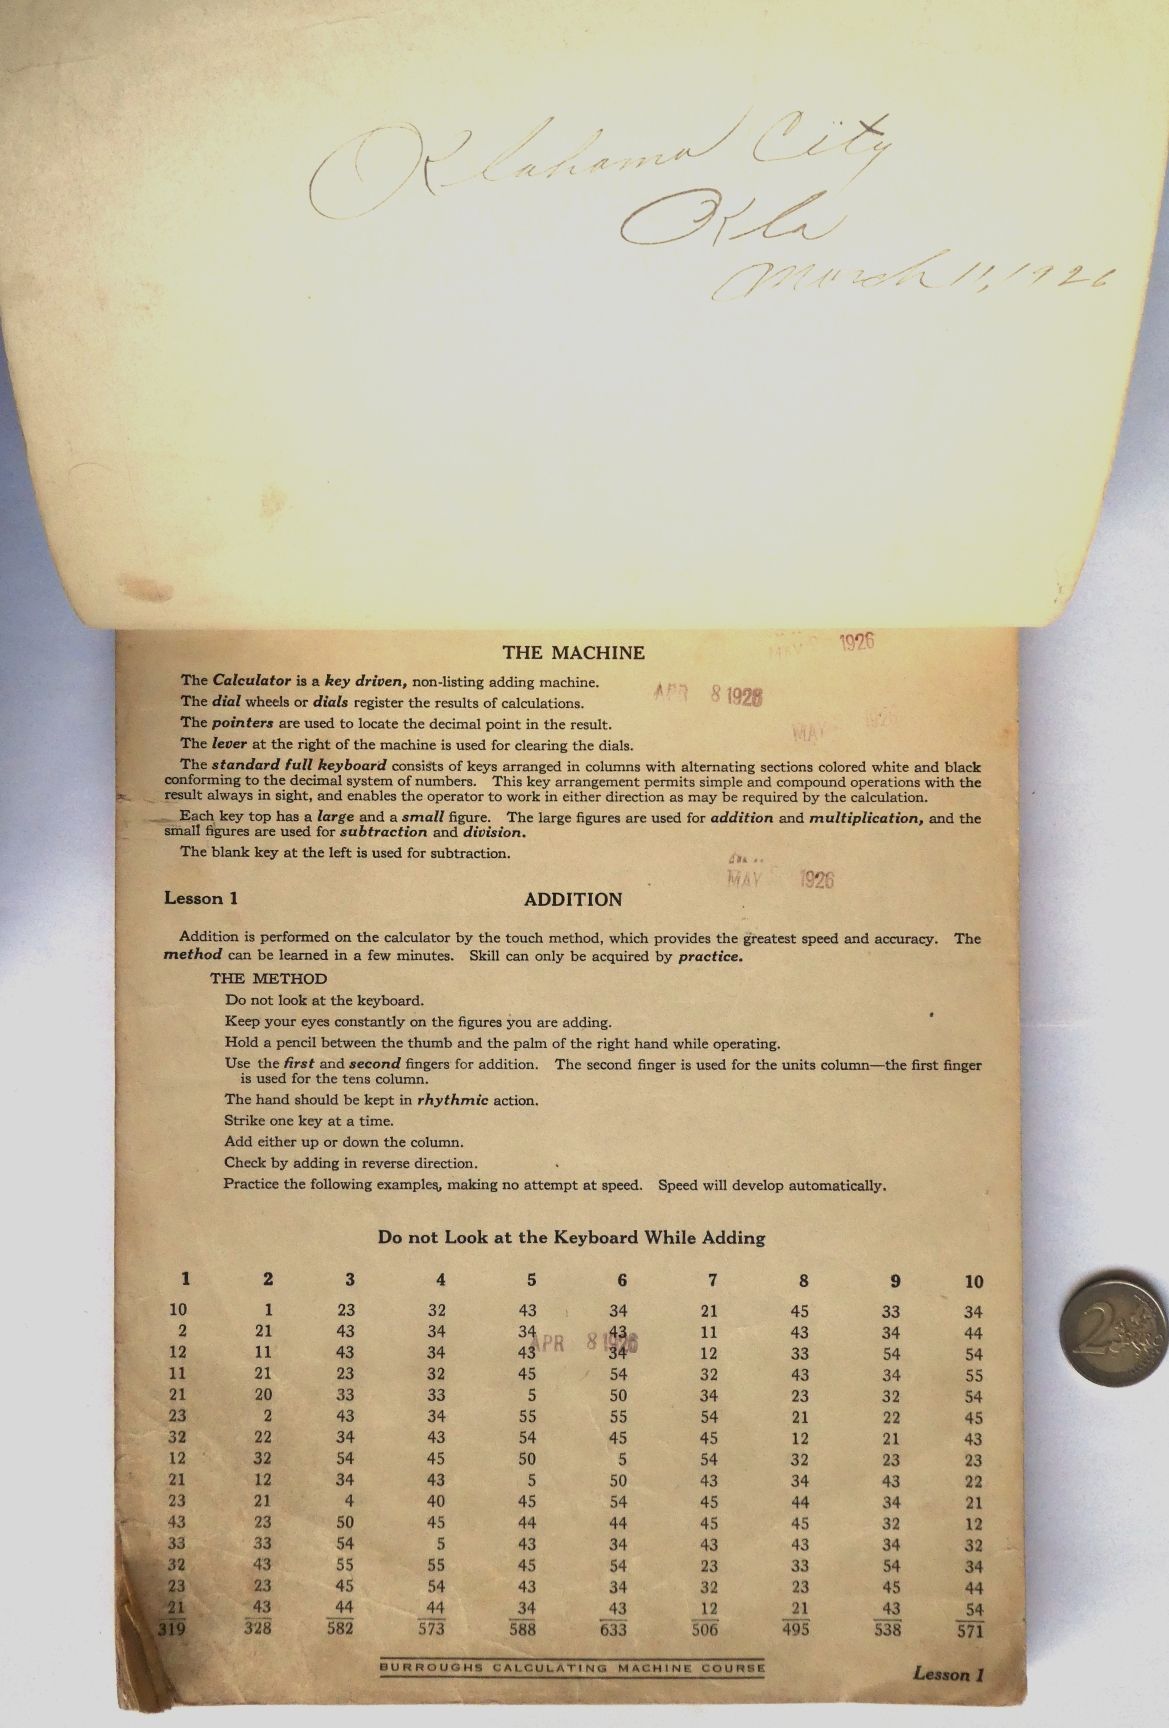 Oklahoma City
Okla
March 11, 1926
THE MACHINE
1926
The Calculator is a key driven, non-listing adding machine.
APR 8 1926
The dial wheels or dials register the results of calculations.
The pointers are used to locate the decimal point in the result.
MAY 1926
The lever at the right of the machine is used for clearing the dials.
The standard full keyboard consists of keys arranged in columns with alternating sections colored white and black
conforming to the decimal system of numbers. This key arrangement permits simple and compound operations with the
result always in sight, and enables the operator to work in either direction as may be required by the calculation.
Each key top has a large and a small figure. The large figures are used for addition and multiplication, and the
small figures are used for subtraction and division.
The blank key at the left is used for subtraction.
MAY 1926
Lesson 1 ADDITION
Addition is performed on the calculator by the touch method, which provides the greatest speed and accuracy. The
method can be learned in a few minutes. Skill can only be acquired by practice.
THE METHOD
Do not look at the keyboard.
Keep your eyes constantly on the figures you are adding.
Hold a pencil between the thumb and the palm of the right hand while operating.
Use the first and second fingers for addition. The second finger is used for the units column—the first finger
is used for the tens column.
The hand should be kept in rhythmic action.
Strike one key at a time.
Add either up or down the column.
Check by adding in reverse direction.
Practice the following examples, making no attempt at speed. Speed will develop automatically.
Do not Look at the Keyboard While Adding
1 2 3 4 5 6 7 8 9 10
10 1 23 32 43 34 21 45 33 34
2 21 43 34 34 43 11 43 34 44
APR 8 1926
12 11 43 34 43 34 12 33 54 54
11 21 23 32 45 54 32 43 34 55
21 20 33 33 5 50 34 23 32 54
23 2 43 34 55 55 54 21 22 45
32 22 34 43 54 45 45 12 21 43
12 32 54 45 50 5 54 32 23 23
21 12 34 43 5 50 43 34 43 22
23 21 4 40 45 54 45 44 34 21
43 23 50 45 44 44 45 45 32 12
33 33 54 5 43 34 43 43 34 32
32 43 55 55 45 54 23 33 54 34
23 23 45 54 43 34 32 23 45 44
21 43 44 44 34 43 12 21 43 54
319 328 582 573 588 633 506 495 538 571
BURROUGHS CALCULATING MACHINE COURSE
Lesson 1
2